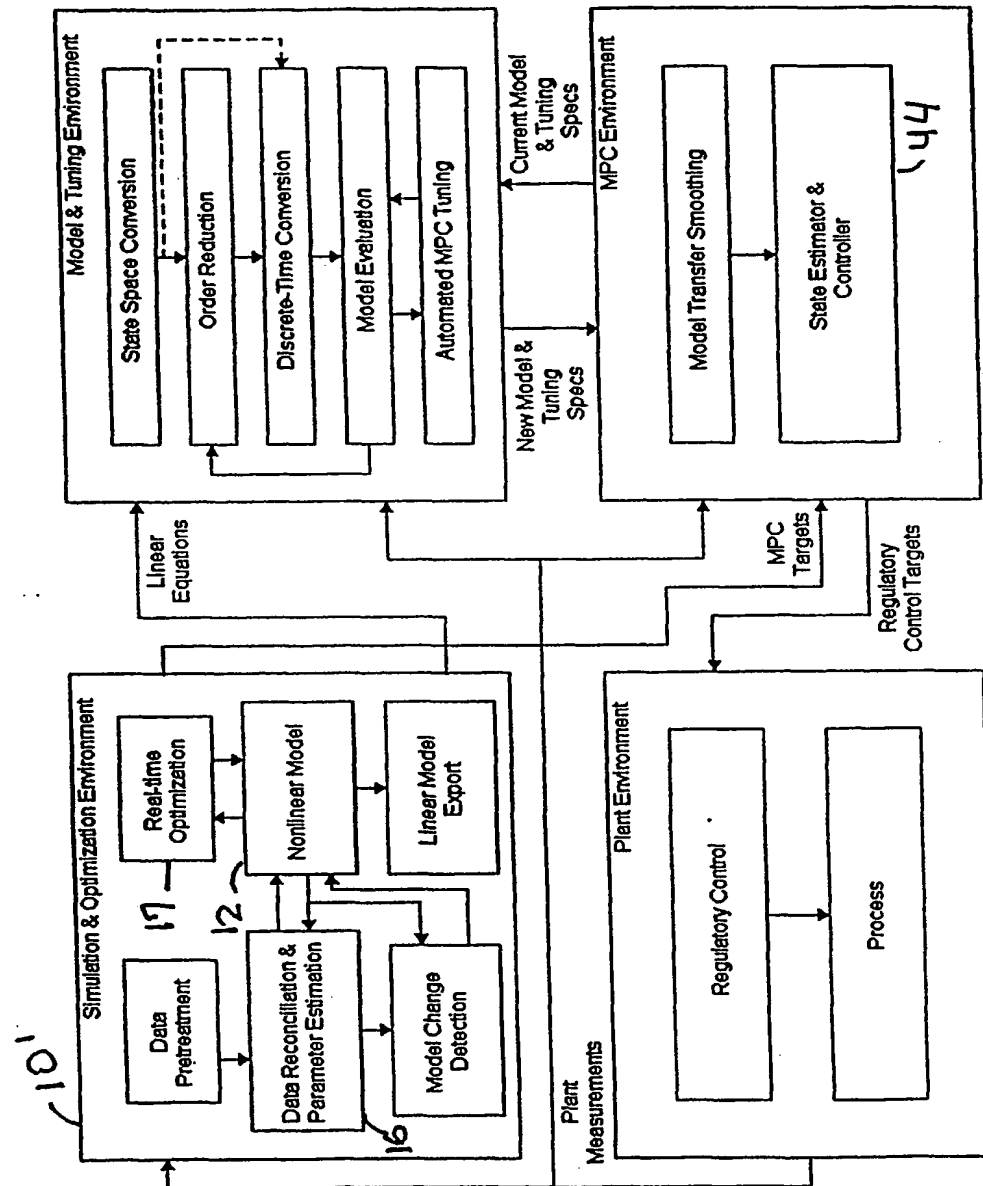 10'
Simulation & Optimization Environment
Data
Pretreatment
17
Real-time
Optimization
12
Data Reconciliation &
Parameter Estimation
16
Nonlinear Model
Model Change
Detection
Linear Model
Export
Linear
Equations
Model & Tuning Environment
State Space Conversion
Order Reduction
Discrete-Time Conversion
Model Evaluation
Automated MPC Tuning
New Model &
Tuning
Specs
Current Model
& Tuning
Specs
Plant
Measurements
MPC
Targets
Regulatory
Control Targets
Plant Environment
Regulatory Control
Process
MPC Environment
Model Transfer Smoothing
State Estimator &
Controller
44